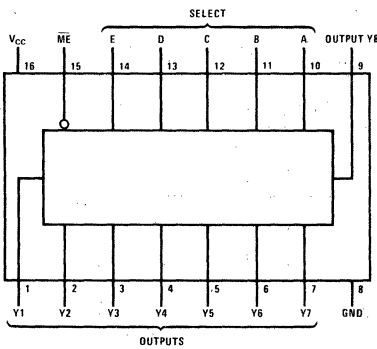 SELECT
VCC ME E D C B A OUTPUT Y8
16 15 14 13 12 11 10 9
1 2 3 4 5 6 7 8
Y1 Y2 Y3 Y4 Y5 Y6 Y7 GND
OUTPUTS